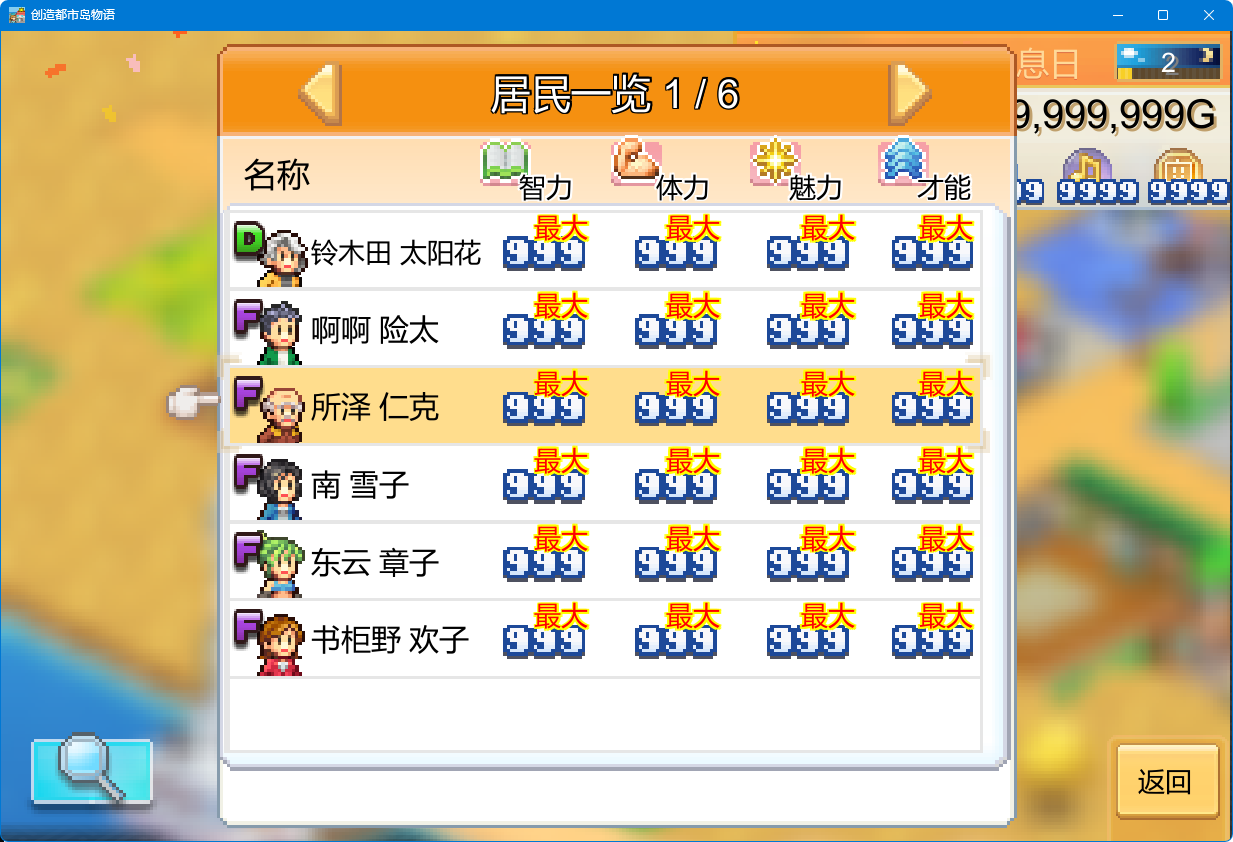 创造都市岛物语
居民一览 1 / 6
息日
2
9,999,999G
99 9999 9999
名称 智力 体力 魅力 才能
D 铃木田 太阳花 最大 999 最大 999 最大 999 最大 999
F 啊啊 险太 最大 999 最大 999 最大 999 最大 999
F 所泽 仁克 最大 999 最大 999 最大 999 最大 999
F 南 雪子 最大 999 最大 999 最大 999 最大 999
F 东云 章子 最大 999 最大 999 最大 999 最大 999
F 书柜野 欢子 最大 999 最大 999 最大 999 最大 999
返回